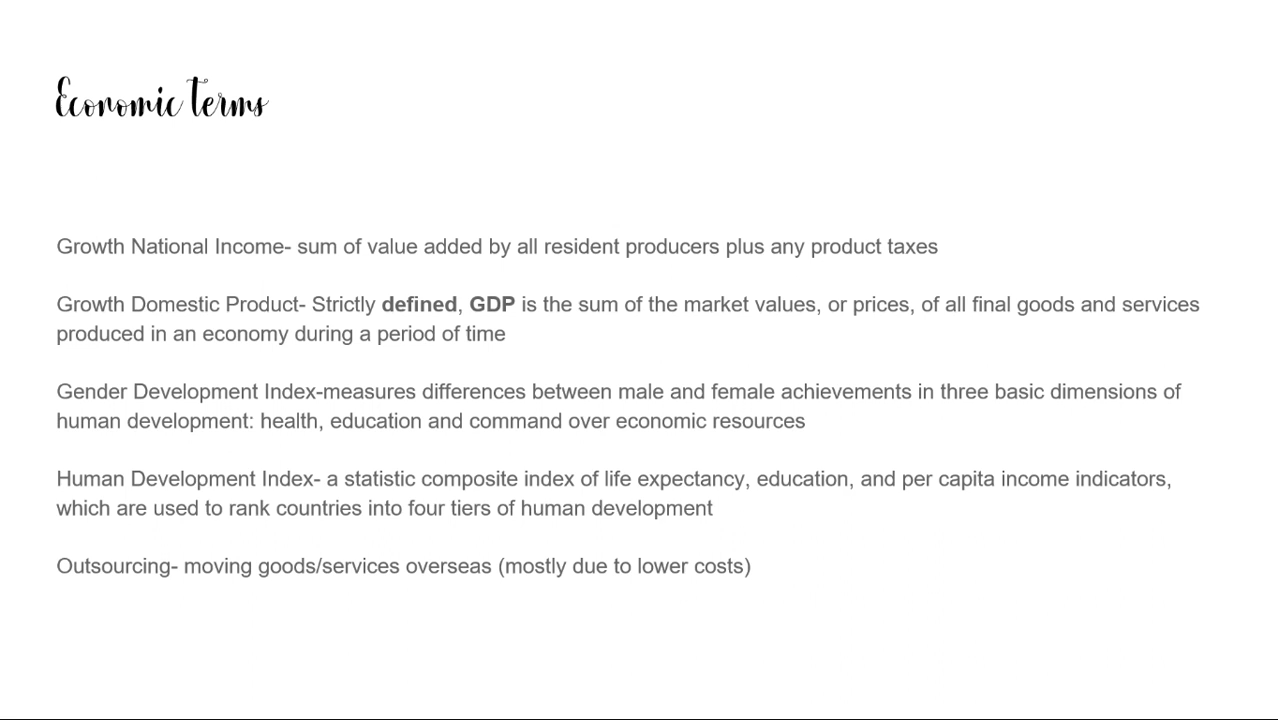 Economic terms
Growth National Income- sum of value added by all resident producers plus any product taxes
Growth Domestic Product- Strictly defined, GDP is the sum of the market values, or prices, of all final goods and services
produced in an economy during a period of time
Gender Development Index-measures differences between male and female achievements in three basic dimensions of
human development: health, education and command over economic resources
Human Development Index- a statistic composite index of life expectancy, education, and per capita income indicators,
which are used to rank countries into four tiers of human development
Outsourcing- moving goods/services overseas (mostly due to lower costs)